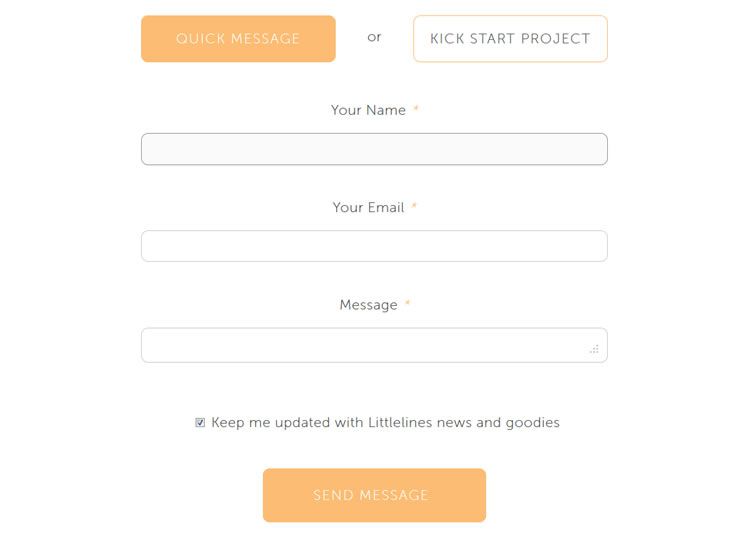 QUICK MESSAGE or KICK START PROJECT
Your Name *
Your Email *
Message *
Keep me updated with Littlelines news and goodies
SEND MESSAGE